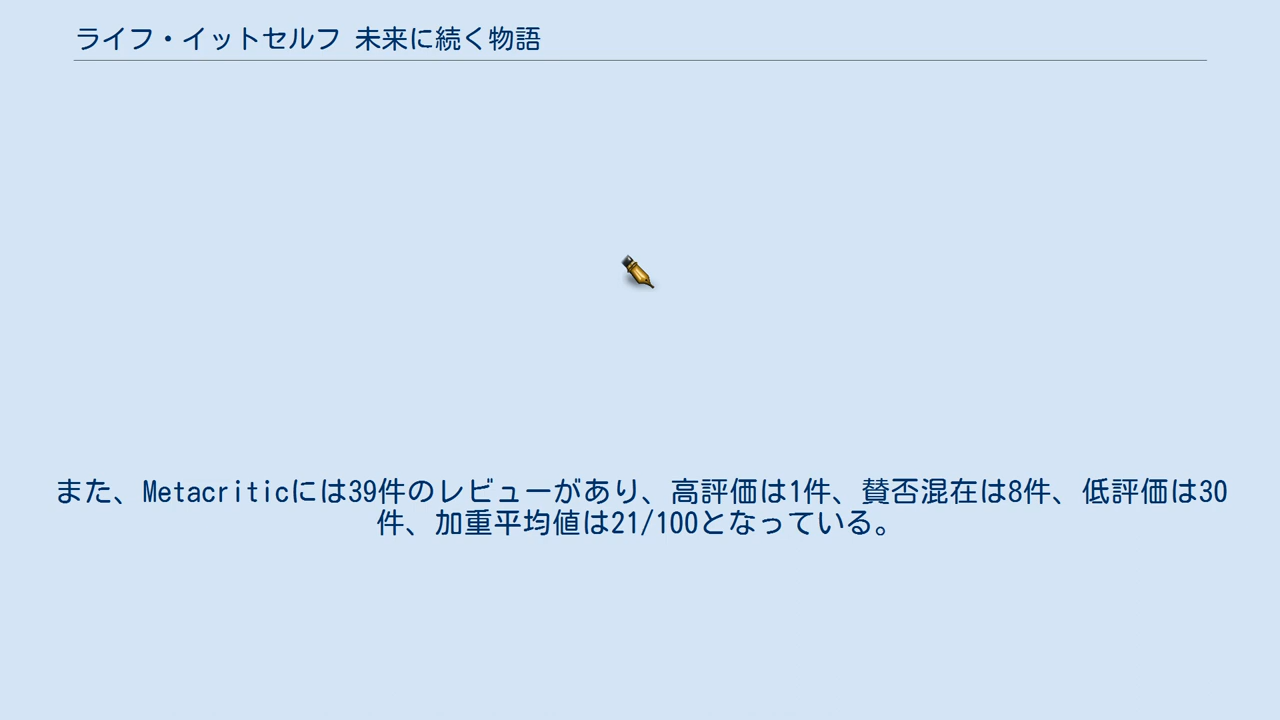 ライフ・イットセルフ 未来に続く物語
また、Metacriticには39件のレビューがあり、高評価は1件、賛否混在は8件、低評価は30
件、加重平均値は21/100となっている。